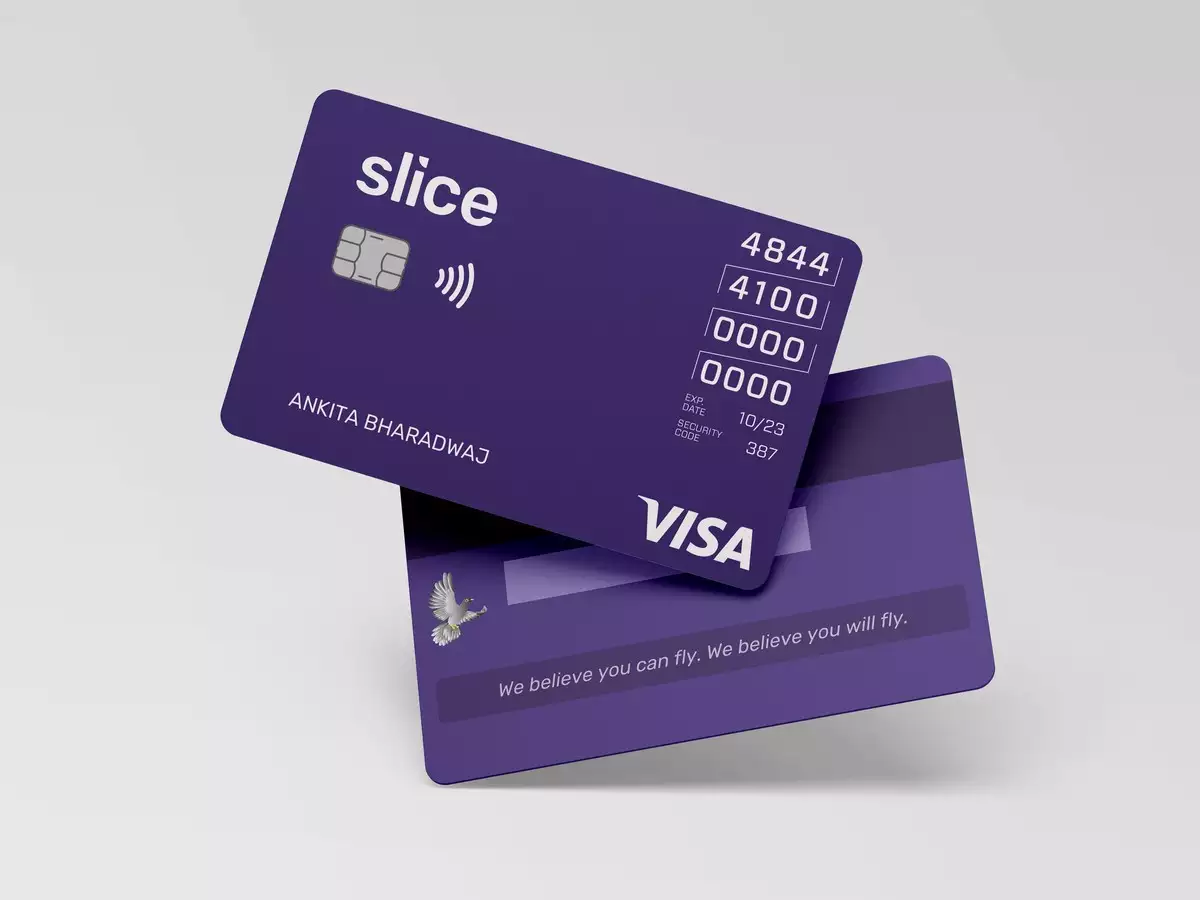 slice
4844
4100
0000
0000
EXP.
DATE
10/23
SECURITY
CODE
387
ANKITA BHARADWAJ
VISA
We believe you can fly. We believe you will fly.